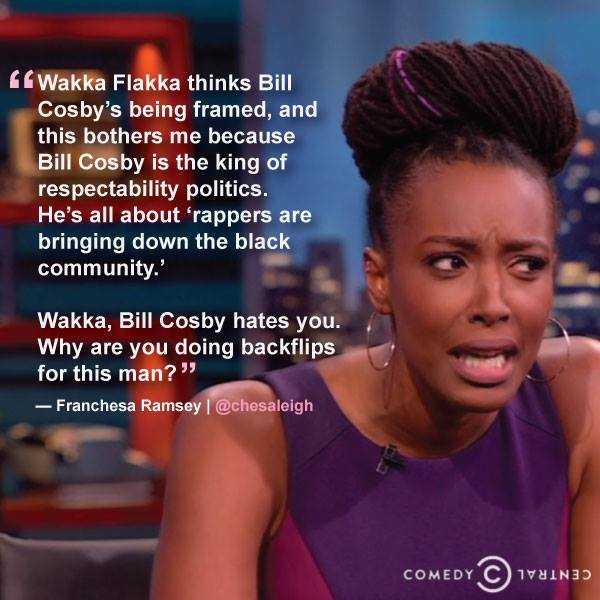 “Wakka Flakka thinks Bill
Cosby’s being framed, and
this bothers me because
Bill Cosby is the king of
respectability politics.
He’s all about ‘rappers are
bringing down the black
community.’
Wakka, Bill Cosby hates you.
Why are you doing backflips
for this man?”
— Franchesa Ramsey | @chesaleigh
COMEDY CENTRAL